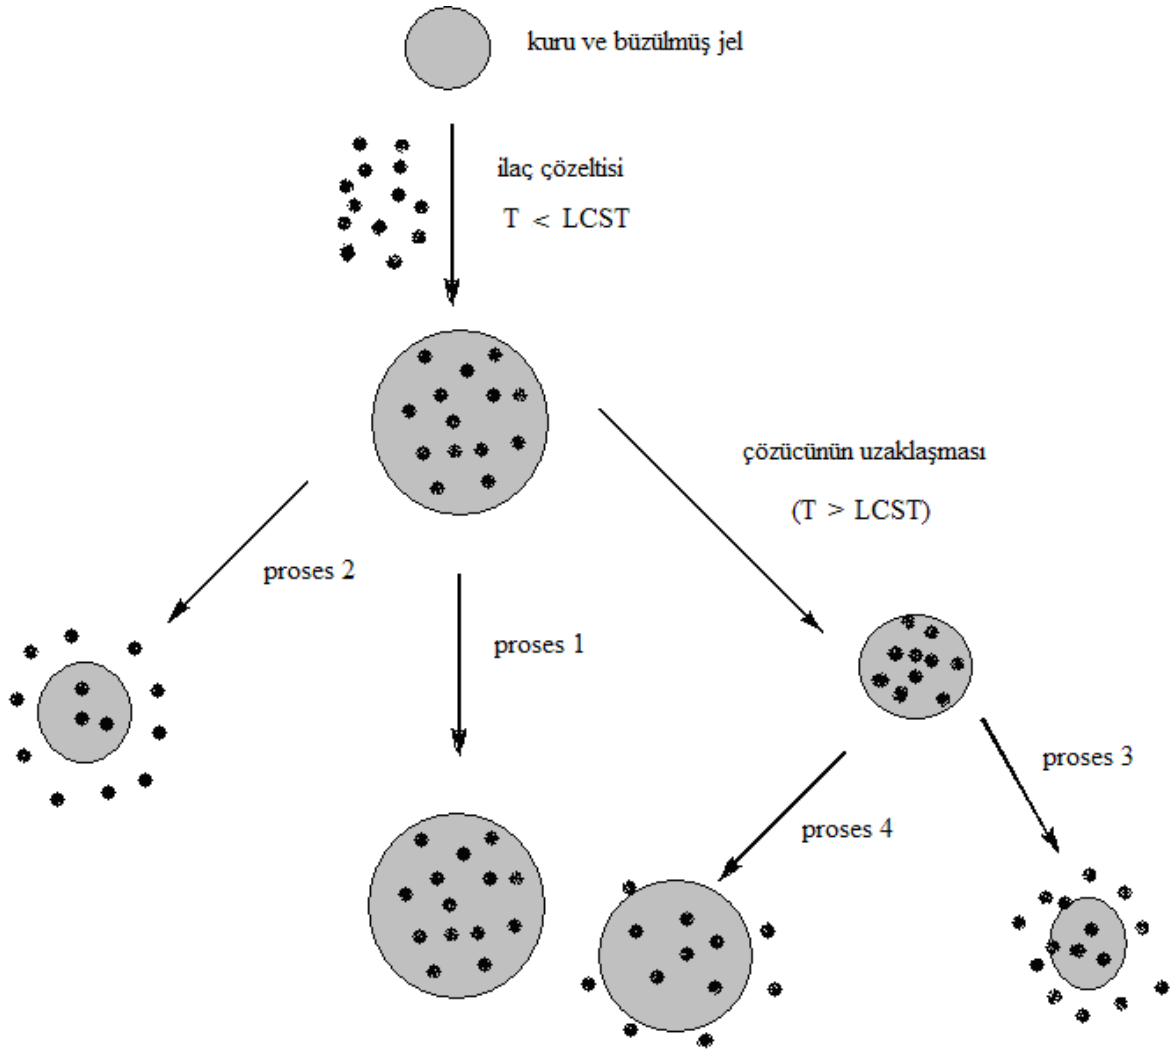 kuru ve büzülmüş jel
ilaç çözeltisi
T < LCST
çözücünün uzaklaşması
(T > LCST)
proses 2
proses 1
proses 3
proses 4